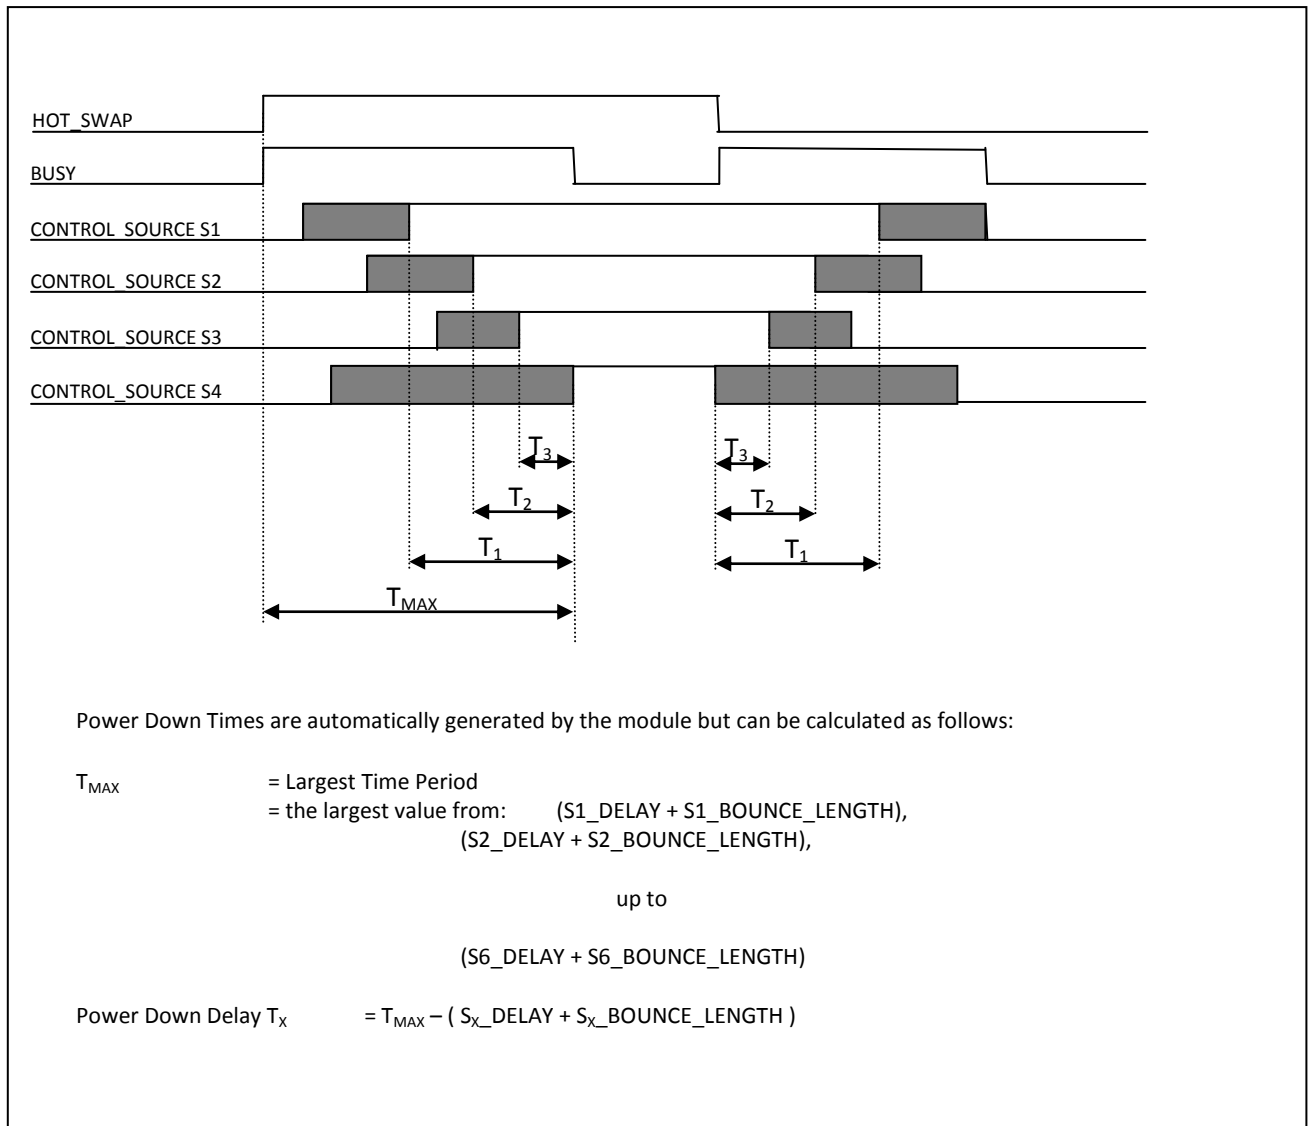 HOT_SWAP
BUSY
CONTROL_SOURCE S1
CONTROL_SOURCE S2
CONTROL_SOURCE S3
CONTROL_SOURCE S4
T3 T3
T2 T2
T1 T1
TMAX
Power Down Times are automatically generated by the module but can be calculated as follows:
TMAX = Largest Time Period
= the largest value from: (S1_DELAY + S1_BOUNCE_LENGTH),
(S2_DELAY + S2_BOUNCE_LENGTH),
up to
(S6_DELAY + S6_BOUNCE_LENGTH)
Power Down Delay TX = TMAX – ( SX_DELAY + SX_BOUNCE_LENGTH )